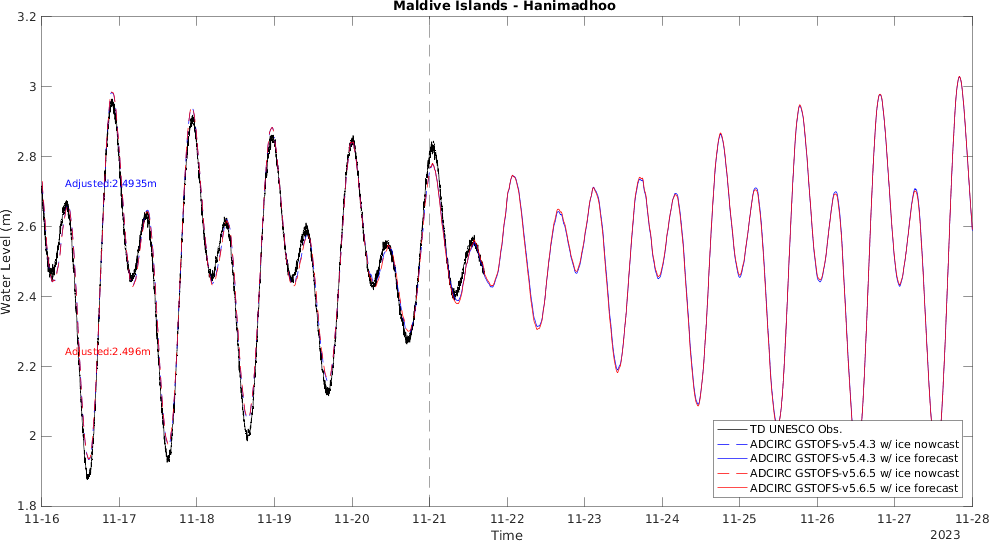 Maldive Islands - Hanimadhoo
Water Level (m)
3.2
3
2.8
2.6
2.4
2.2
2
1.8
Adjusted:2.4935m
Adjusted:2.496m
TD UNESCO Obs.
ADCIRC GSTOFS-v5.4.3 w/ ice nowcast
ADCIRC GSTOFS-v5.4.3 w/ ice forecast
ADCIRC GSTOFS-v5.6.5 w/ ice nowcast
ADCIRC GSTOFS-v5.6.5 w/ ice forecast
11-16 11-17 11-18 11-19 11-20 11-21 11-22 11-23 11-24 11-25 11-26 11-27 11-28
Time
2023